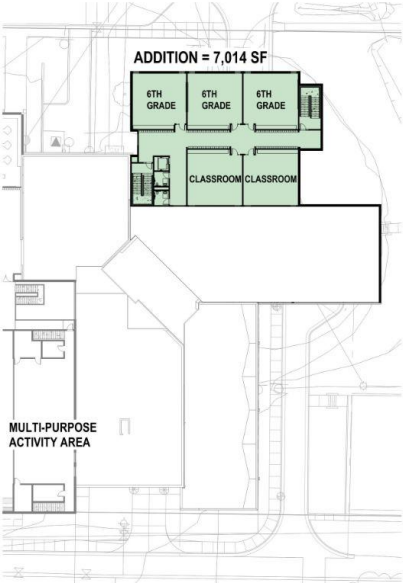 ADDITION = 7,014 SF
6TH
GRADE
6TH
GRADE
6TH
GRADE
CLASSROOM
CLASSROOM
MULTI-PURPOSE
ACTIVITY AREA